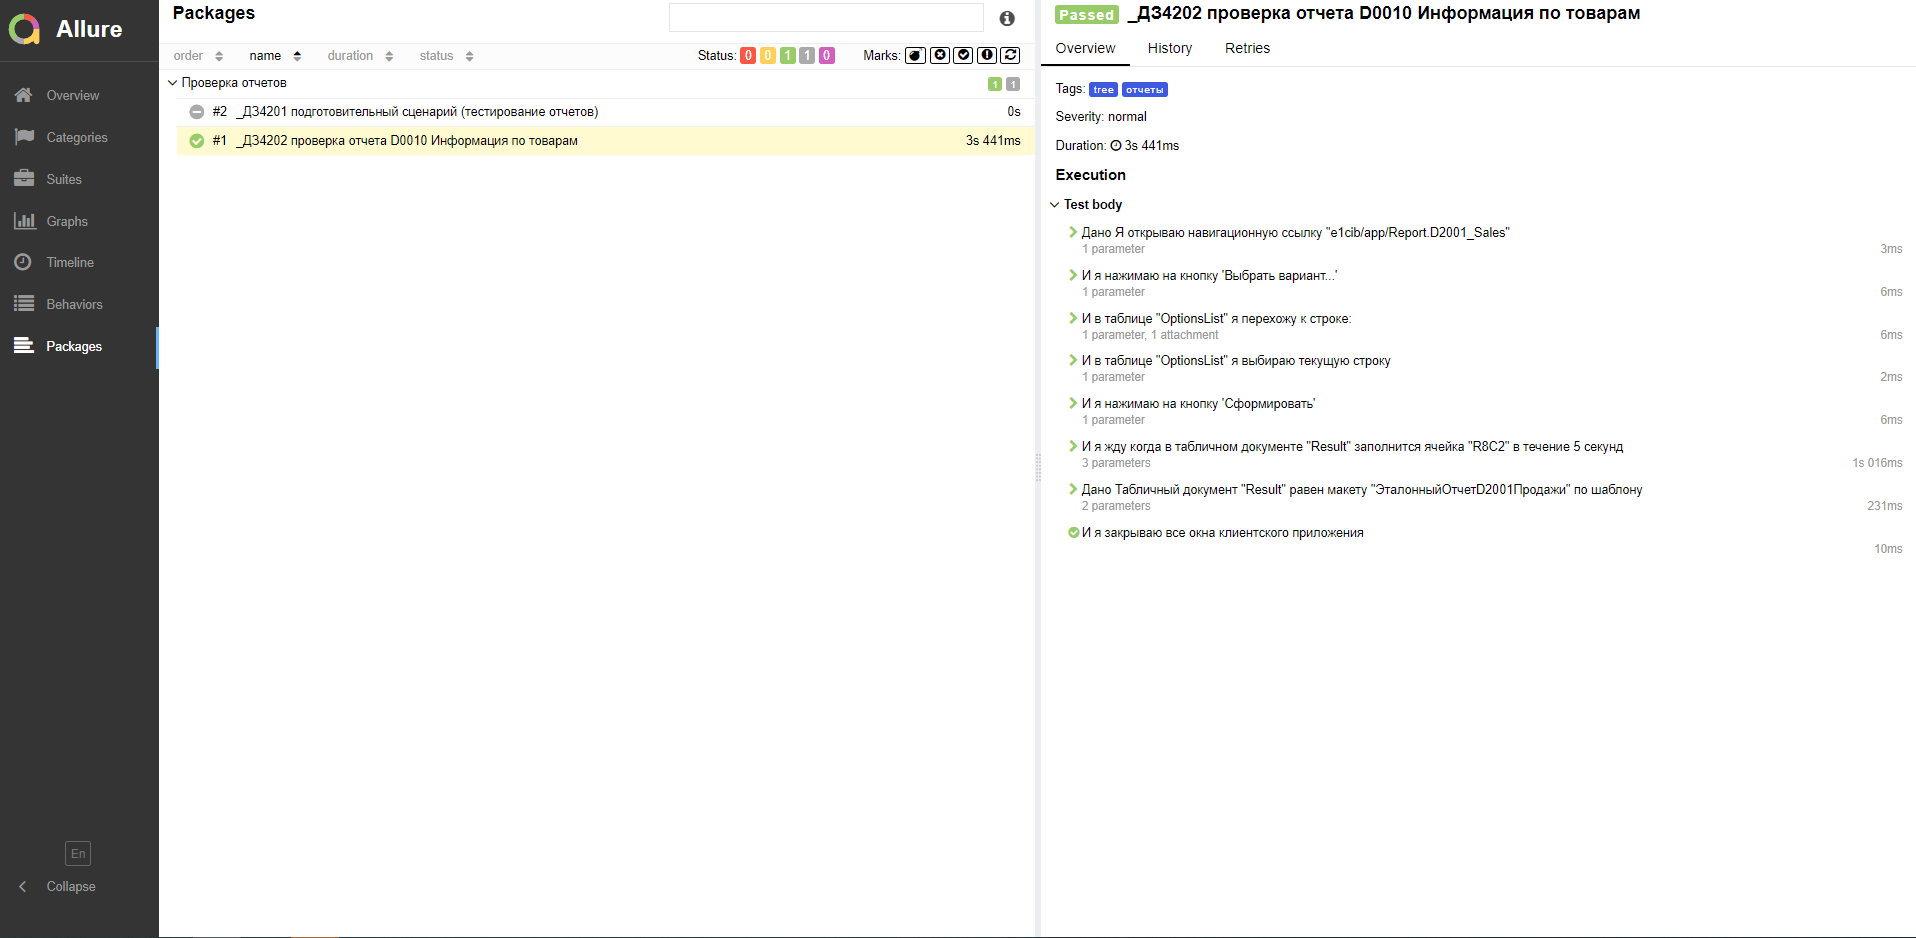 Allure
Overview
Categories
Suites
Graphs
Timeline
Behaviors
Packages
En
Collapse
Packages
order name duration status Status: 0 0 1 1 0 Marks:
Проверка отчетов 1 1
#2 _ДЗ4201 подготовительный сценарий (тестирование отчетов) 0s
#1 _ДЗ4202 проверка отчета D0010 Информация по товарам 3s 441ms
Passed _ДЗ4202 проверка отчета D0010 Информация по товарам
Overview History Retries
Tags: tree отчеты
Severity: normal
Duration: 3s 441ms
Execution
Test body
Дано Я открываю навигационную ссылку "e1cib/app/Report.D2001_Sales"
1 parameter 3ms
И я нажимаю на кнопку 'Выбрать вариант...'
1 parameter 6ms
И в таблице "OptionsList" я перехожу к строке:
1 parameter, 1 attachment 6ms
И в таблице "OptionsList" я выбираю текущую строку
1 parameter 2ms
И я нажимаю на кнопку 'Сформировать'
1 parameter 6ms
И я жду когда в табличном документе "Result" заполнится ячейка "R8C2" в течение 5 секунд
3 parameters 1s 016ms
Дано Табличный документ "Result" равен макету "ЭталонныйОтчетD2001Продажи" по шаблону
2 parameters 231ms
И я закрываю все окна клиентского приложения
10ms